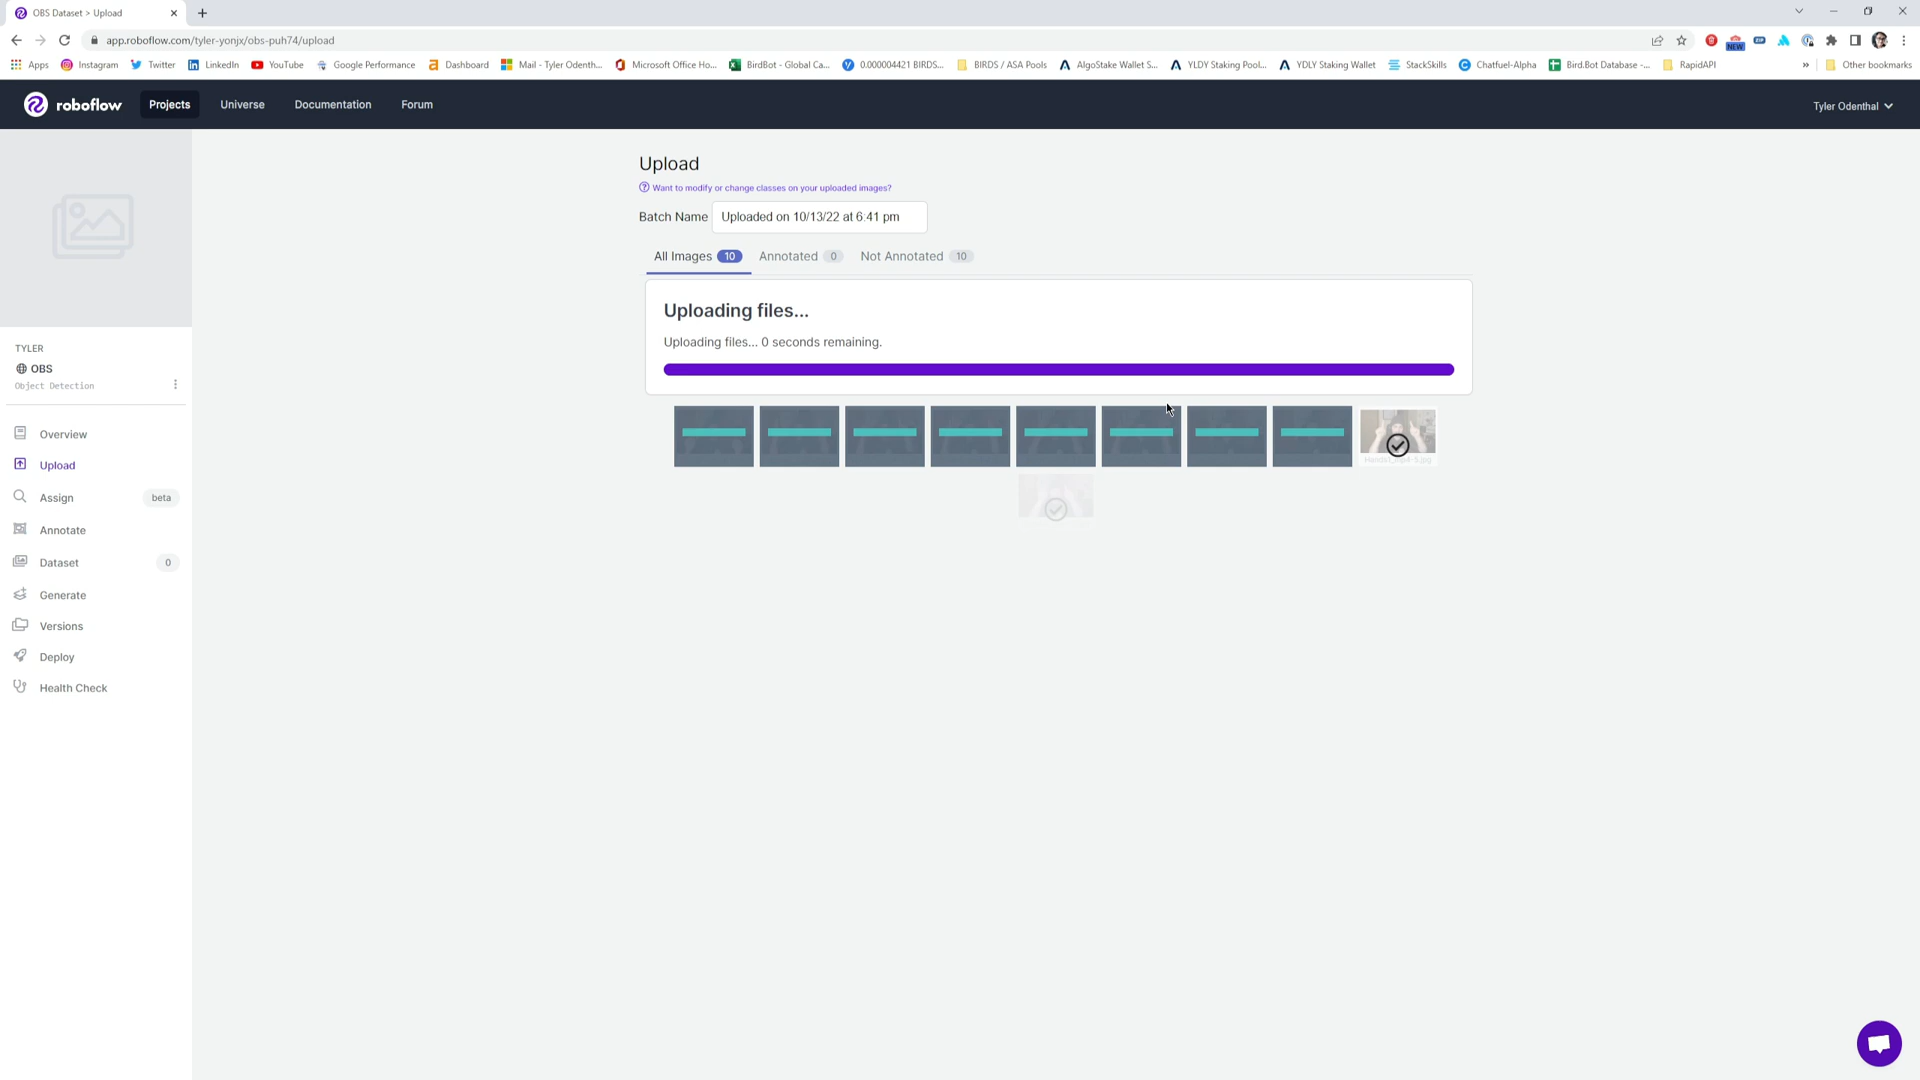 OBS Dataset > Upload
app.roboflow.com/tyler-yonjx/obs-puh74/upload
NEW
ZIP
Apps
Instagram
Twitter
LinkedIn
YouTube
Google Performance
Dashboard
Mail - Tyler Odenth...
Microsoft Office Ho...
BirdBot - Global Ca...
0.000004421 BIRDS...
BIRDS / ASA Pools
AlgoStake Wallet S...
YLDY Staking Pool...
YDLY Staking Wallet
StackSkills
Chatfuel-Alpha
Bird.Bot Database -...
RapidAPI
»
Other bookmarks
roboflow
Projects
Universe
Documentation
Forum
Tyler Odenthal
Upload
Want to modify or change classes on your uploaded images?
Batch Name
Uploaded on 10/13/22 at 6:41 pm
All Images 10
Annotated 0
Not Annotated 10
Uploading files...
Uploading files... 0 seconds remaining.
TYLER
OBS
Object Detection
Overview
Upload
Assign beta
Annotate
Dataset 0
Generate
Versions
Deploy
Health Check